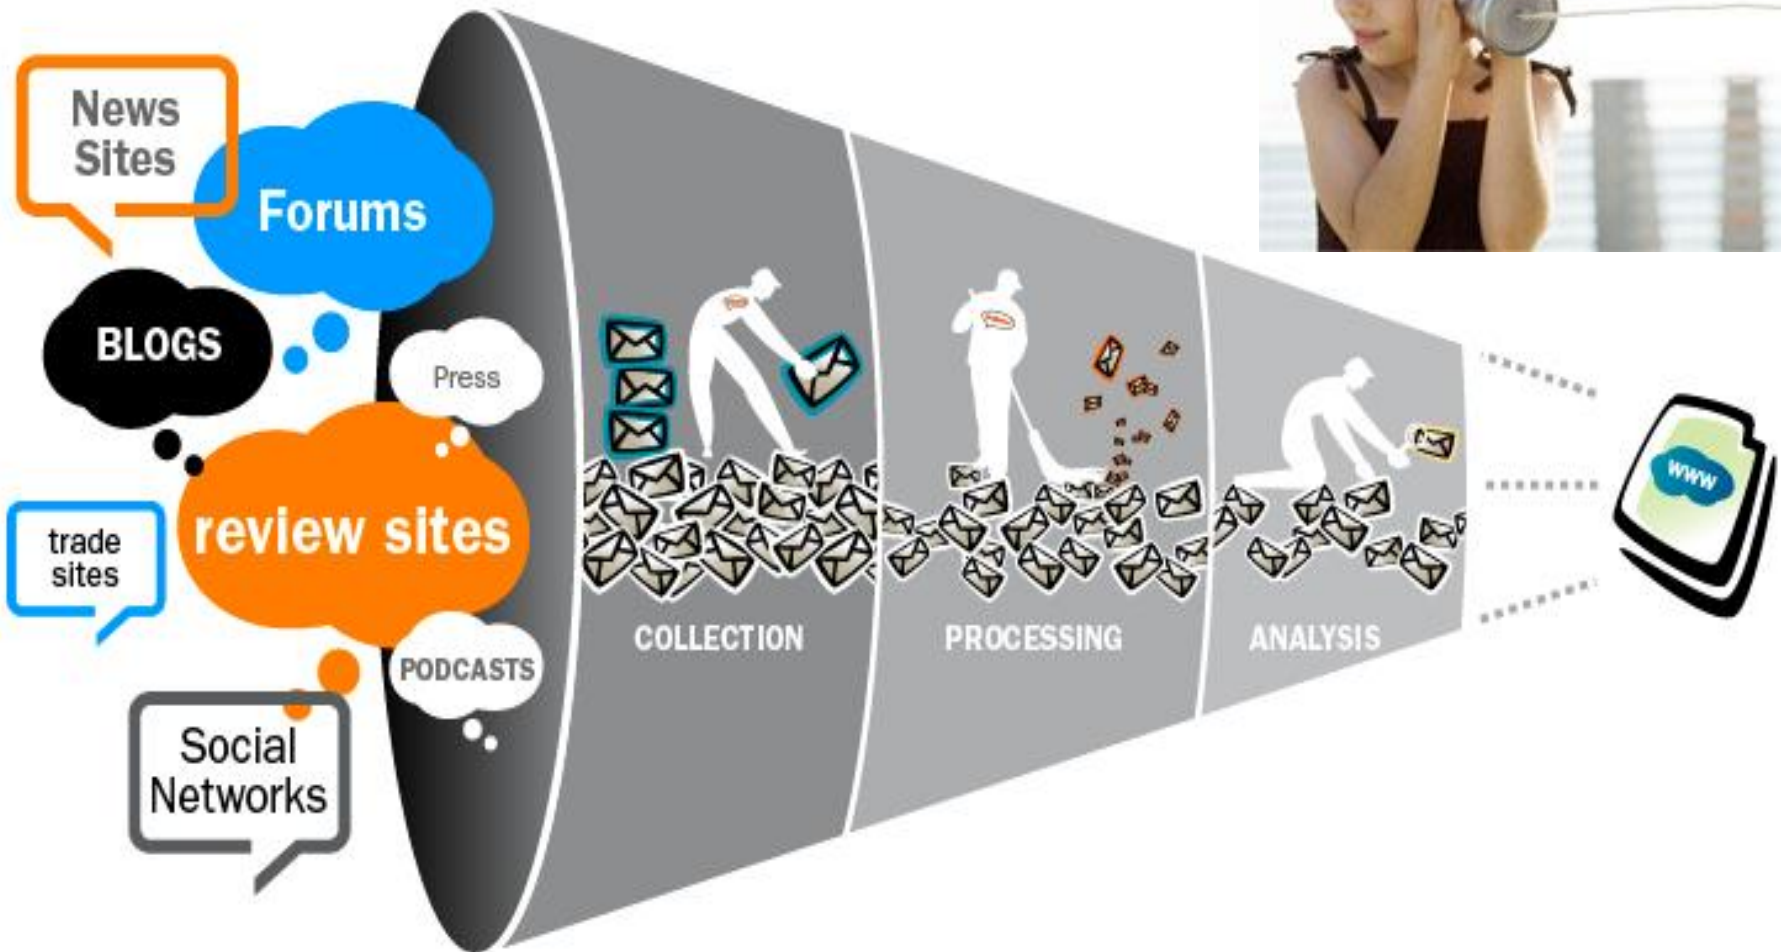 News
Sites
Forums
BLOGS
Press
review sites
trade
sites
PODCASTS
Social
Networks
COLLECTION
PROCESSING
ANALYSIS
www